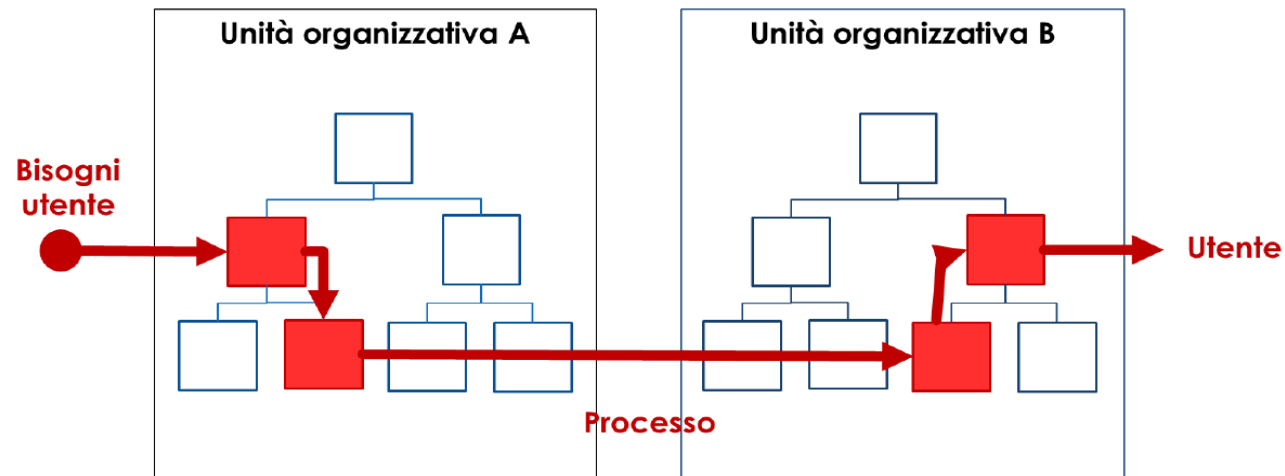 Unità organizzativa A
Unità organizzativa B
Bisogni
utente
Utente
Processo